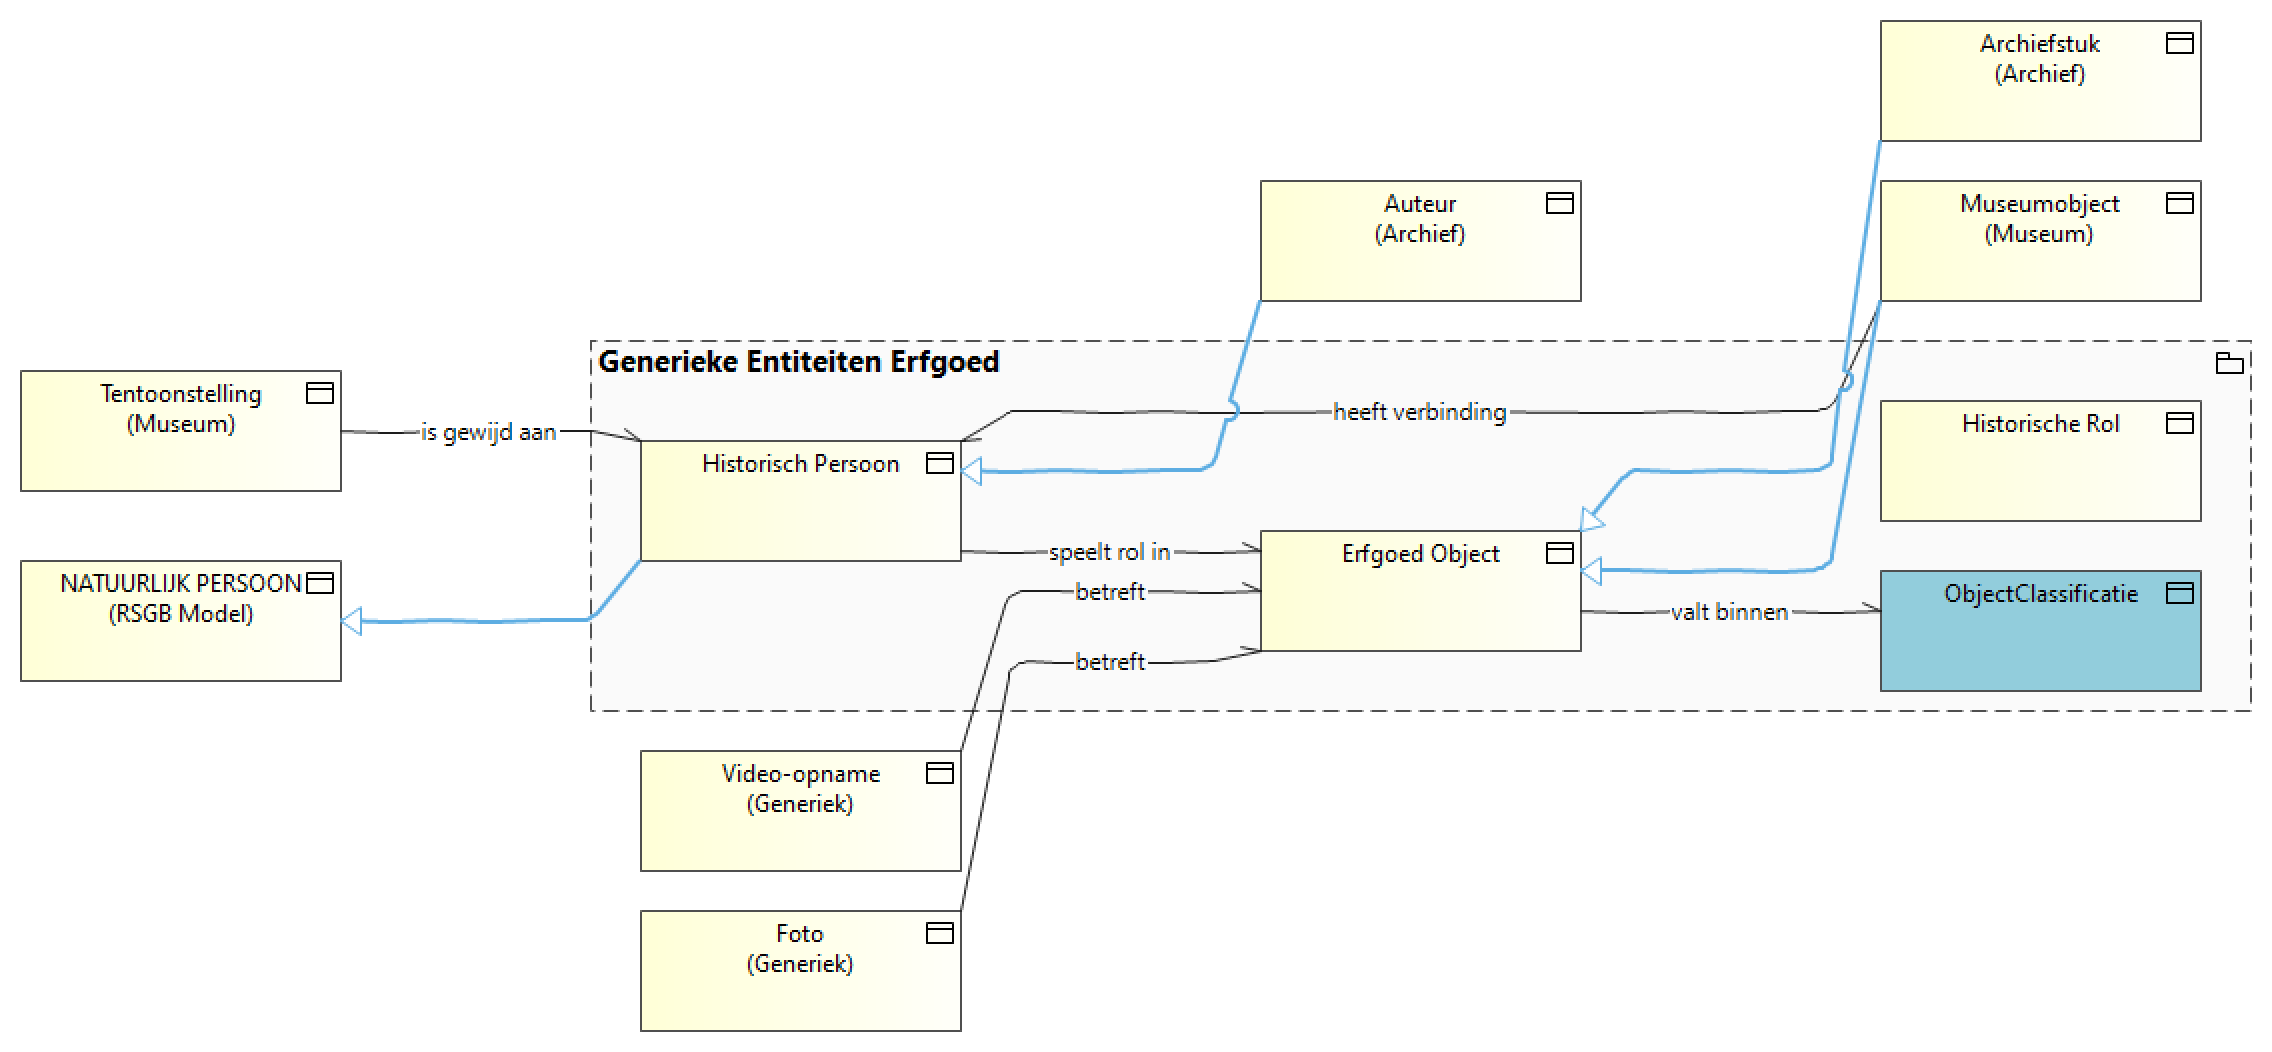 Archiefstuk
(Archief)
Auteur
(Archief)
Museumobject
(Museum)
Generieke Entiteiten Erfgoed
Tentoonstelling
(Museum)
is gewijd aan
heeft verbinding
Historisch Persoon
Historische Rol
NATUURLIJK PERSOON
(RSGB Model)
speelt rol in
Erfgoed Object
betreft
valt binnen
ObjectClassificatie
betreft
Video-opname
(Generiek)
Foto
(Generiek)